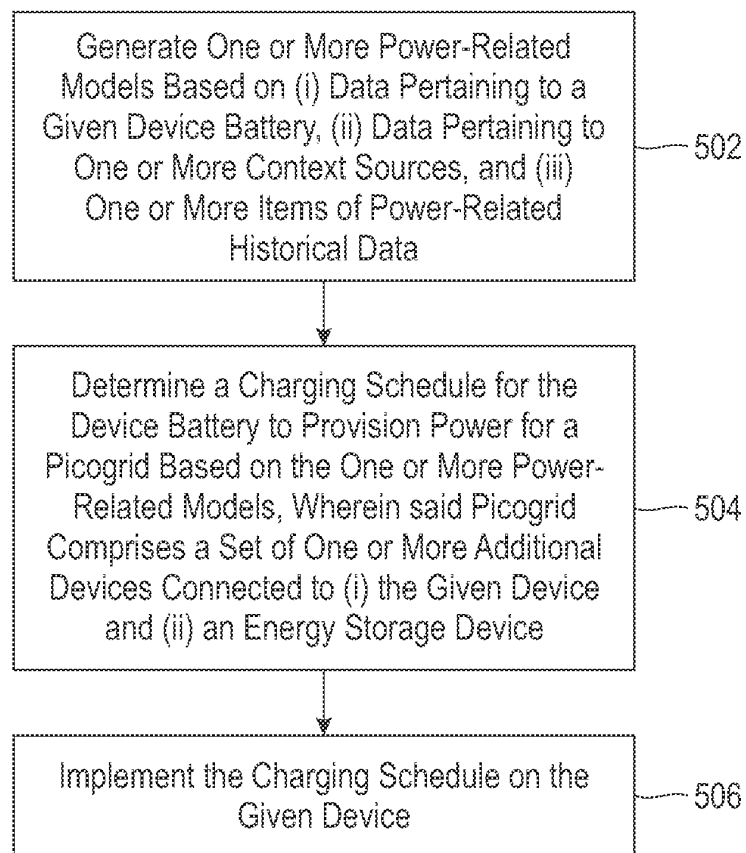 Generate One or More Power-Related
Models Based on (i) Data Pertaining to a
Given Device Battery, (ii) Data Pertaining to
One or More Context Sources, and (iii)
One or More Items of Power-Related
Historical Data
502
Determine a Charging Schedule for the
Device Battery to Provision Power for a
Picogrid Based on the One or More Power-
Related Models, Wherein said Picogrid
Comprises a Set of One or More Additional
Devices Connected to (i) the Given Device
and (ii) an Energy Storage Device
504
Implement the Charging Schedule on the
Given Device
506